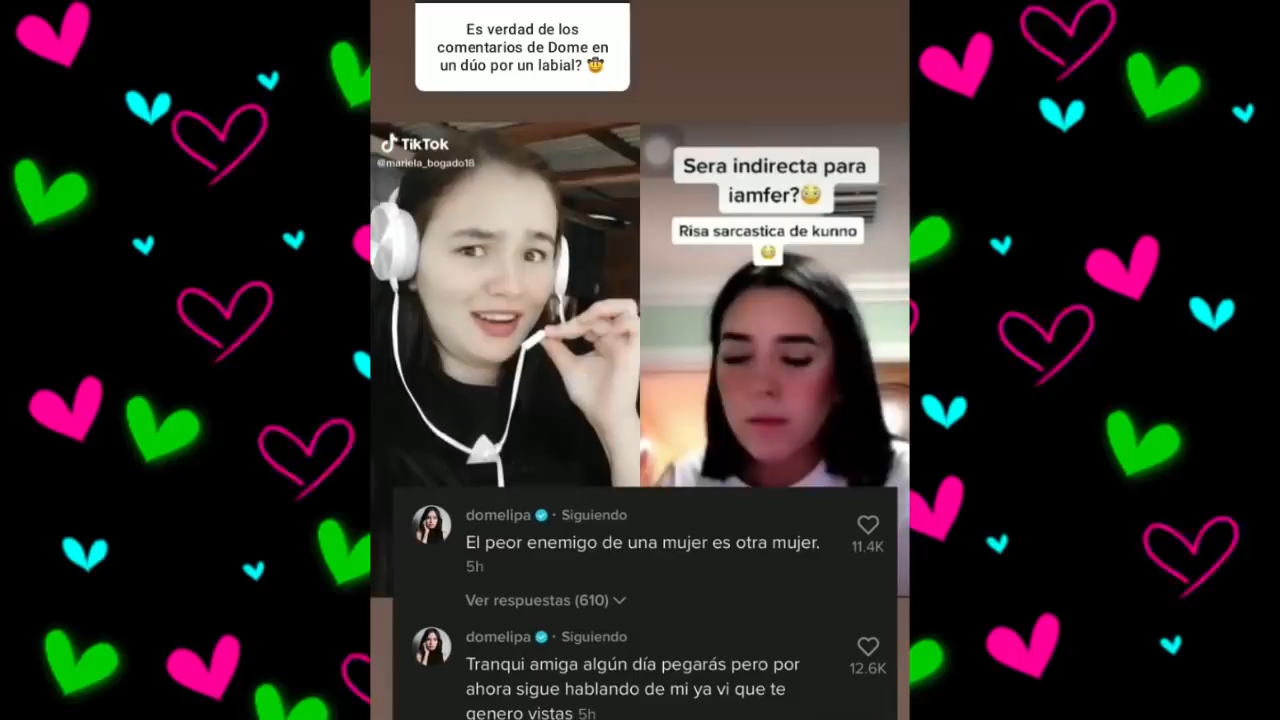 Es verdad de los
comentarios de Dome en
un dúo por un labial? 🤠
TikTok
@mariela_bogado18
Sera indirecta para
iamfer?😳
Risa sarcastica de kunno
😳
domelipa · Siguiendo
El peor enemigo de una mujer es otra mujer.
5h
11.4K
Ver respuestas (610)
domelipa · Siguiendo
Tranqui amiga algún día pegarás pero por
ahora sigue hablando de mi ya vi que te
genero vistas 5h
12.6K